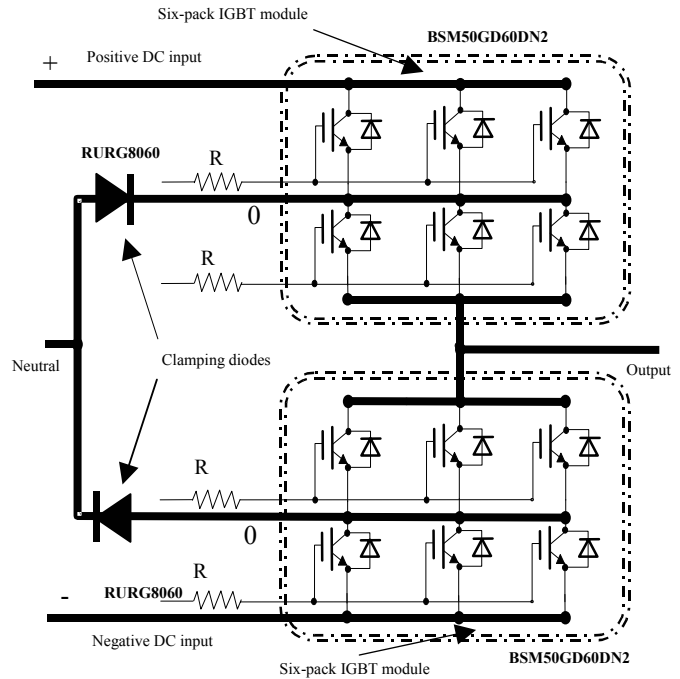 Six-pack IGBT module
BSM50GD60DN2
+
Positive DC input
RURG8060
R
0
R
Neutral
Clamping diodes
Output
R
0
R
RURG8060
-
Negative DC input
Six-pack IGBT module
BSM50GD60DN2